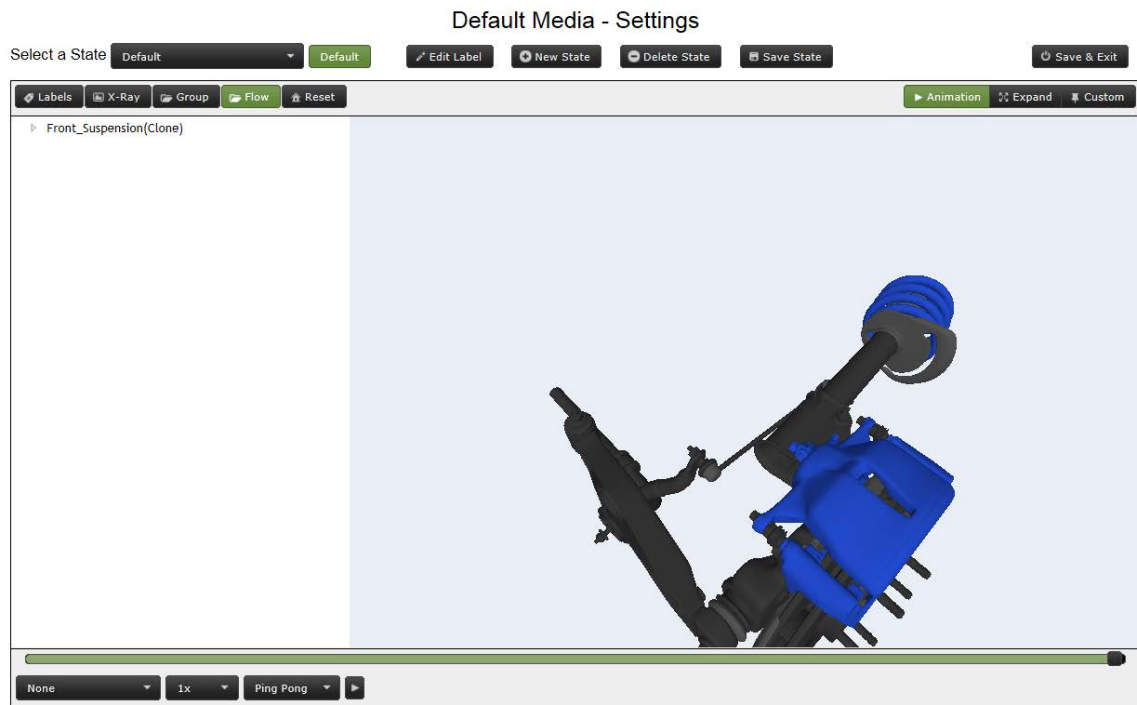 Default Media - Settings
Select a State Default Default Edit Label New State Delete State Save State Save & Exit
Labels X-Ray Group Flow Reset Animation Expand Custom
Front_Suspension(Clone)
None 1x Ping Pong